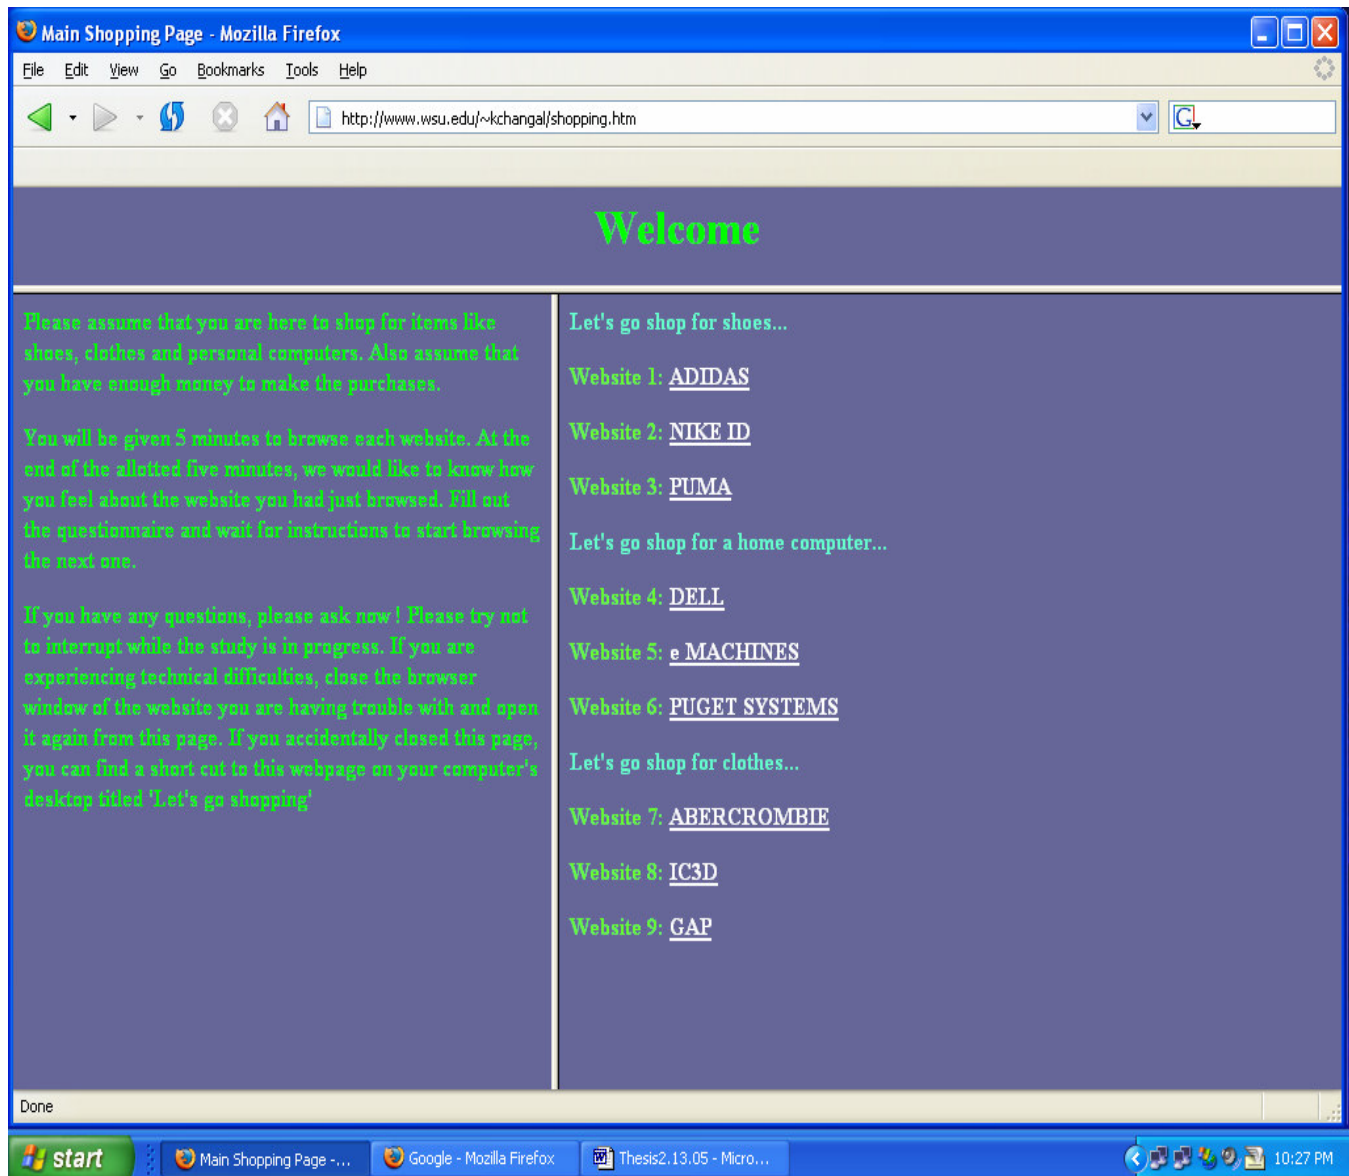 Main Shopping Page - Mozilla Firefox
File Edit View Go Bookmarks Tools Help
http://www.wsu.edu/~kchangal/shopping.htm
G
Welcome
Please assume that you are here to shop for items like
shoes, clothes and personal computers. Also assume that
you have enough money to make the purchases.
You will be given 5 minutes to browse each website. At the
end of the allotted five minutes, we would like to know how
you feel about the website you had just browsed. Fill out
the questionnaire and wait for instructions to start browsing
the next one.
If you have any questions, please ask now ! Please try not
to interrupt while the study is in progress. If you are
experiencing technical difficulties, close the browser
window of the website you are having trouble with and open
it again from this page. If you accidentally closed this page,
you can find a short cut to this webpage on your computer's
desktop titled 'Let's go shopping'
Let's go shop for shoes...
Website 1: ADIDAS
Website 2: NIKE ID
Website 3: PUMA
Let's go shop for a home computer...
Website 4: DELL
Website 5: e MACHINES
Website 6: PUGET SYSTEMS
Let's go shop for clothes...
Website 7: ABERCROMBIE
Website 8: IC3D
Website 9: GAP
Done
start Main Shopping Page -... Google - Mozilla Firefox Thesis2.13.05 - Micro... 10:27 PM